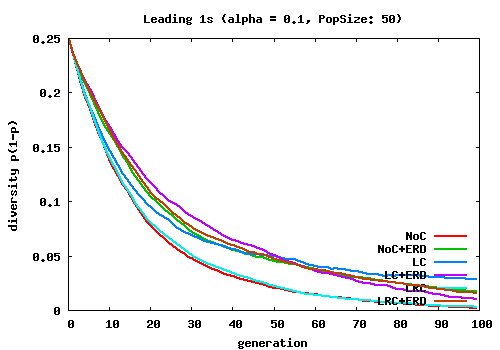 Leading 1s (alpha = 0.1, PopSize: 50)
0.25
0.2
0.15
0.1
0.05
0
diversity p(1-p)
NoC
NoC+ERD
LC
LC+ERD
LRC
LRC+ERD
0 10 20 30 40 50 60 70 80 90 100
generation